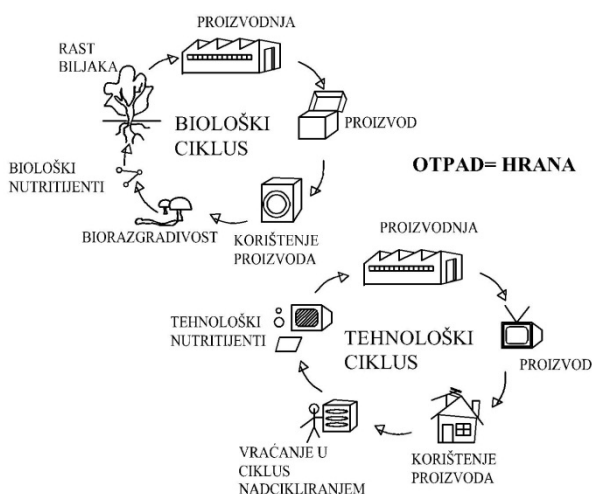 PROIZVODNJA
RAST
BILJAKA
BIOLOŠKI
CIKLUS
PROIZVOD
BIOLOŠKI
NUTRITIJENTI
OTPAD= HRANA
BIORAZGRADIVOST
KORIŠTENJE
PROIZVODA
PROIZVODNJA
TEHNOLOŠKI
NUTRITIJENTI
TEHNOLOŠKI
CIKLUS
PROIZVOD
VRAĆANJE U
CIKLUS
NADCIKLIRANJEM
KORIŠTENJE
PROIZVODA